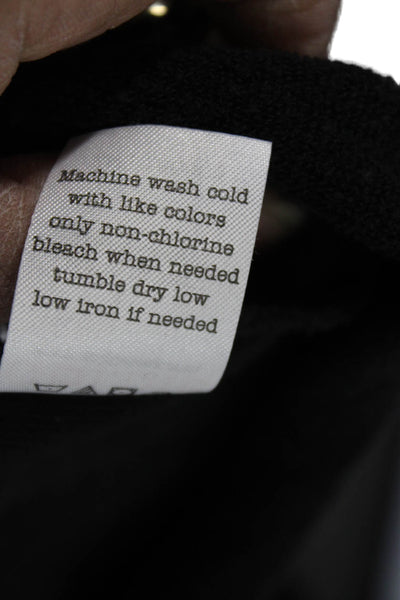 Machine wash cold
with like colors
only non-chlorine
bleach when needed
tumble dry low
low iron if needed